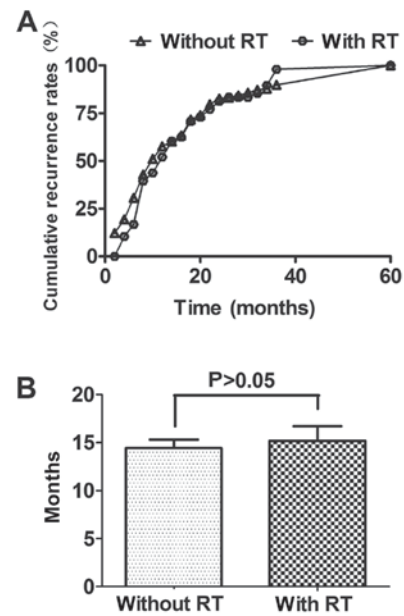 A
Without RT
With RT
Cumulative recurrence rates (%)
100
75
50
25
0
0
20
40
60
Time (months)
B
P>0.05
Months
20
15
10
5
0
Without RT
With RT